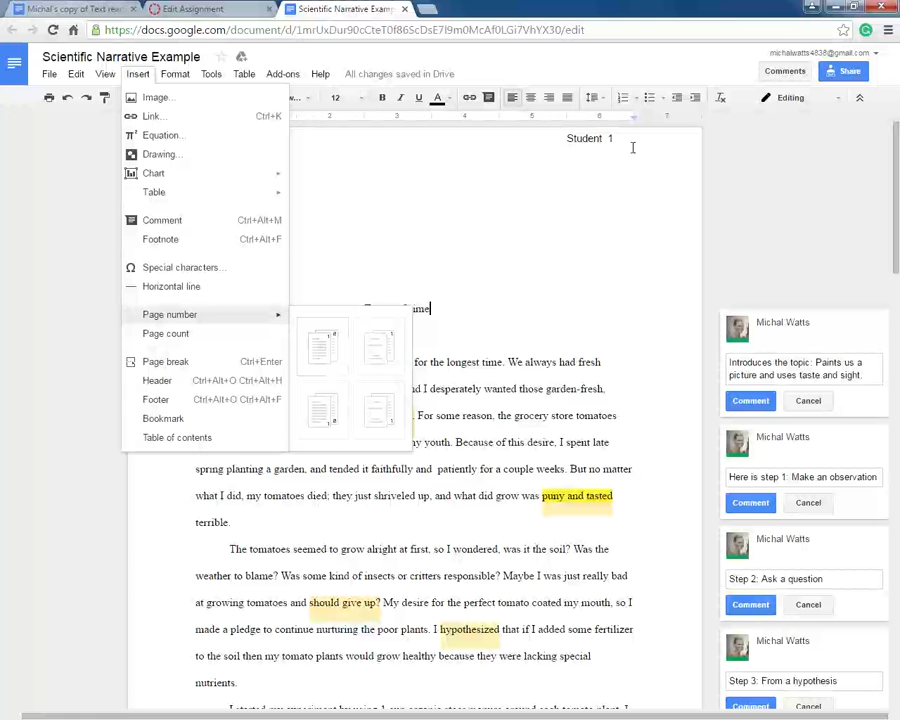 Michal's copy of Text reac
Edit Assignment
Scientific Narrative Examp
https://docs.google.com/document/d/1mrUxDur90cCteT0f86sDeE9l0m0McAf0LGi7VhYX30/edit
Scientific Narrative Example
michalwatts4838@gmail.com
File Edit View Insert Format Tools Table Add-ons Help All changes saved in Drive
Comments Share
12 B I U A Editing
Image...
Link... Ctrl+K
Equation...
Drawing...
Chart
Table
Comment Ctrl+Alt+M
Footnote Ctrl+Alt+F
Special characters...
Horizontal line
Page number
Page count
Page break Ctrl+Enter
Header Ctrl+Alt+O Ctrl+Alt+H
Footer Ctrl+Alt+O Ctrl+Alt+F
Bookmark
Table of contents
2 3 4 5 6 7
Student 1
ime
for the longest time. We always had fresh
nd I desperately wanted those garden-fresh,
For some reason, the grocery store tomatoes
my youth. Because of this desire, I spent late
spring planting a garden, and tended it faithfully and patiently for a couple weeks. But no matter
what I did, my tomatoes died; they just shriveled up, and what did grow was puny and tasted
terrible.
The tomatoes seemed to grow alright at first, so I wondered, was it the soil? Was the
weather to blame? Was some kind of insects or critters responsible? Maybe I was just really bad
at growing tomatoes and should give up? My desire for the perfect tomato coated my mouth, so I
made a pledge to continue nurturing the poor plants. I hypothesized that if I added some fertilizer
to the soil then my tomato plants would grow healthy because they were lacking special
nutrients.
Michal Watts
Introduces the topic: Paints us a
picture and uses taste and sight.
Comment Cancel
Michal Watts
Here is step 1: Make an observation
Comment Cancel
Michal Watts
Step 2: Ask a question
Comment Cancel
Michal Watts
Step 3: From a hypothesis
Comment Cancel